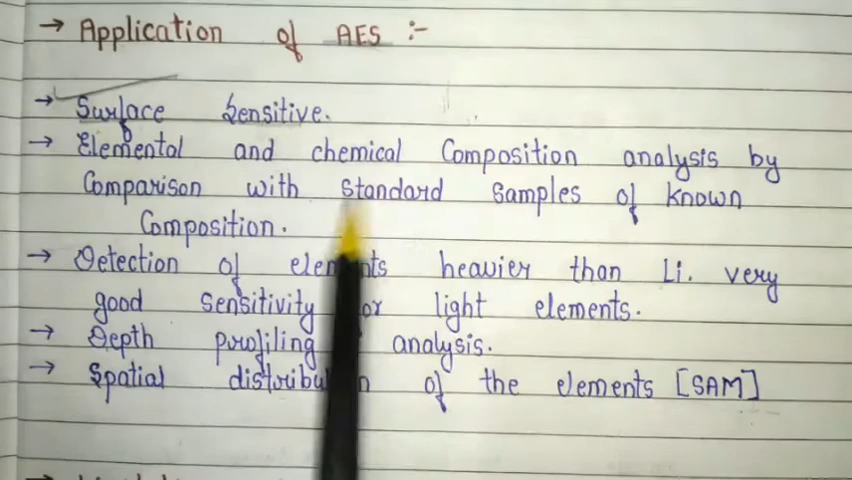 → Application of AES :-
→ Surface Sensitive.
→ Elemental and chemical Composition analysis by
Comparison with standard samples of known
Composition.
→ Detection of elements heavier than Li. very
good sensitivity for light elements.
→ Depth profiling analysis.
→ Spatial distribution of the elements [SAM]